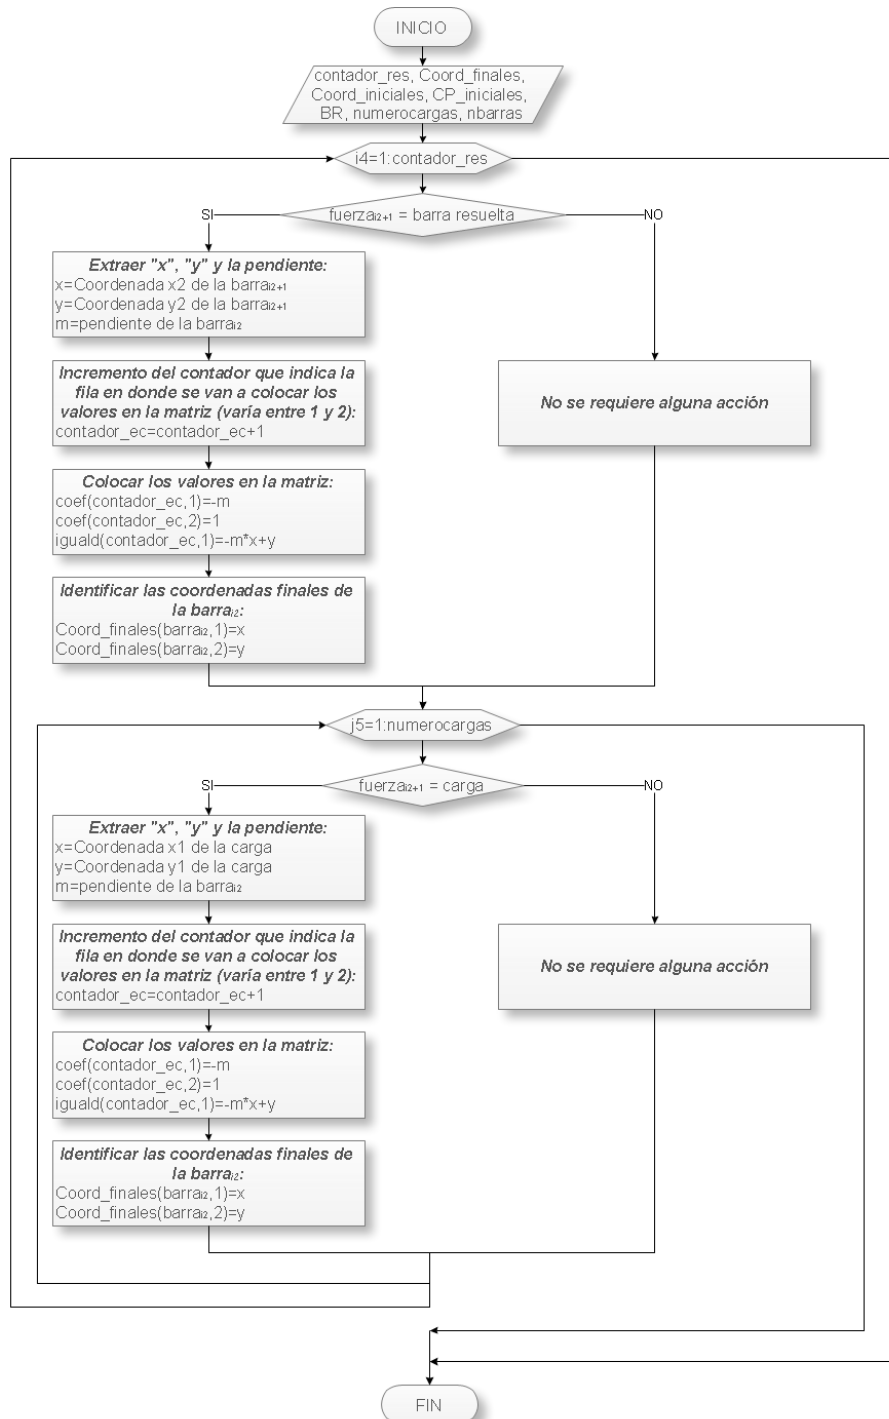 INICIO
contador_res, Coord_finales,
Coord_iniciales, CP_iniciales,
BR, numerocargas, nbarras
i4=1:contador_res
SI
fuerzai2+1 = barra resuelta
NO
Extraer "x", "y" y la pendiente:
x=Coordenada x2 de la barrai2+1
y=Coordenada y2 de la barrai2+1
m=pendiente de la barrai2
Incremento del contador que indica la
fila en donde se van a colocar los
valores en la matriz (varía entre 1 y 2):
contador_ec=contador_ec+1
No se requiere alguna acción
Colocar los valores en la matriz:
coef(contador_ec,1)=-m
coef(contador_ec,2)=1
iguald(contador_ec,1)=-m*x+y
Identificar las coordenadas finales de
la barrai2:
Coord_finales(barrai2,1)=x
Coord_finales(barrai2,2)=y
j5=1:numerocargas
SI
fuerzai2+1 = carga
NO
Extraer "x", "y" y la pendiente:
x=Coordenada x1 de la carga
y=Coordenada y1 de la carga
m=pendiente de la barrai2
Incremento del contador que indica la
fila en donde se van a colocar los
valores en la matriz (varía entre 1 y 2):
contador_ec=contador_ec+1
No se requiere alguna acción
Colocar los valores en la matriz:
coef(contador_ec,1)=-m
coef(contador_ec,2)=1
iguald(contador_ec,1)=-m*x+y
Identificar las coordenadas finales de
la barrai2:
Coord_finales(barrai2,1)=x
Coord_finales(barrai2,2)=y
FIN